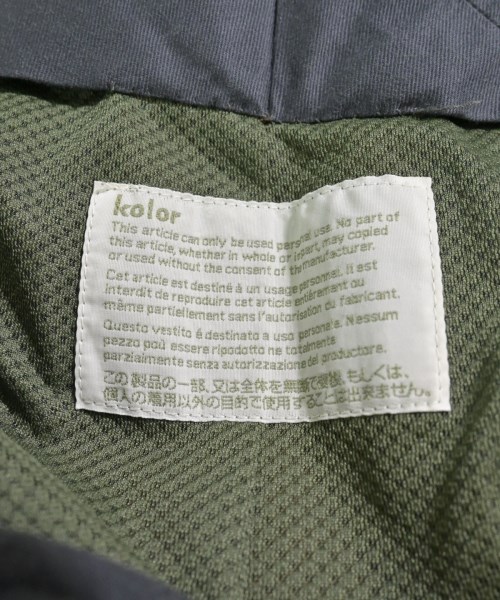 kolor
This article can only be used personal use. No part of
this article, whether in whole or in part, may copied
or used without the consent of the manufacturer.
Cet article est destiné à un usage personnel. Il est
interdit de reproduire cet article entièrement ou
même partiellement sans l'autorisation du fabricant.
Questo vestito é destinato a uso personale. Nessum
pezzo può essere ripodotto ne totalmente
parzialmente senza autorizzazione del produttore.
この製品の一部、又は全体を無断で複後、もしくは、
個人の着用以外の目的で使用することは出来ません。